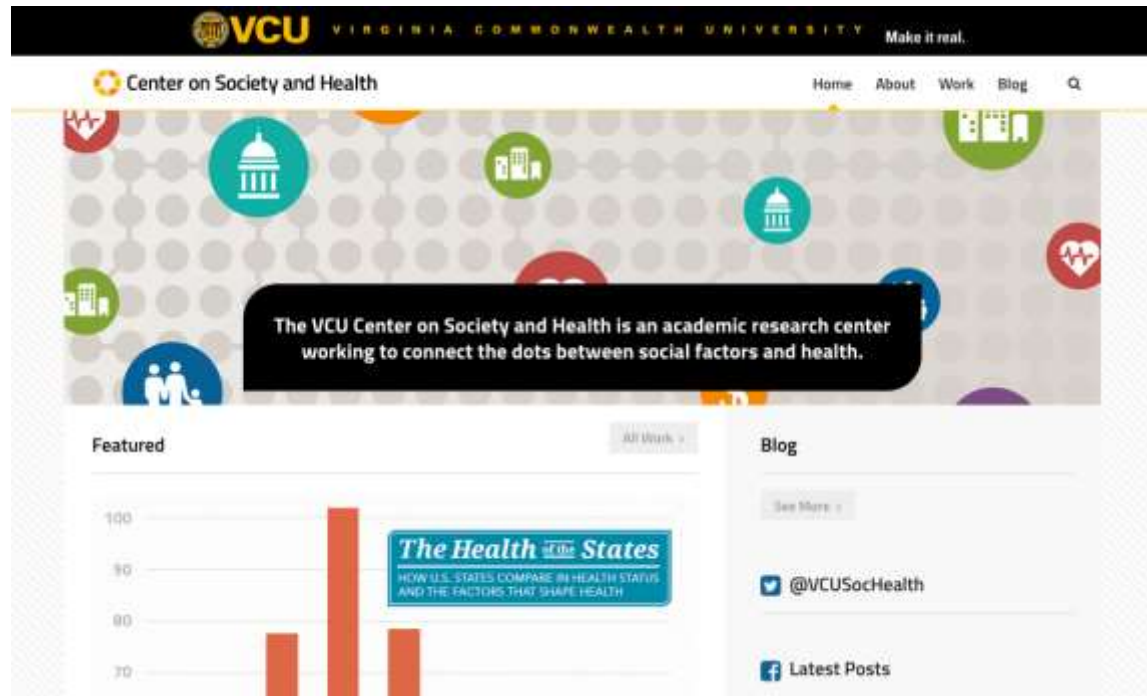 VCU VIRGINIA COMMONWEALTH UNIVERSITY Make it real.
Center on Society and Health
Home About Work Blog
The VCU Center on Society and Health is an academic research center
working to connect the dots between social factors and health.
Featured
All Work ›
100
90
80
70
The Health of the States
HOW U.S. STATES COMPARE IN HEALTH STATUS
AND THE FACTORS THAT SHAPE HEALTH
Blog
See More ›
@VCUSocHealth
Latest Posts